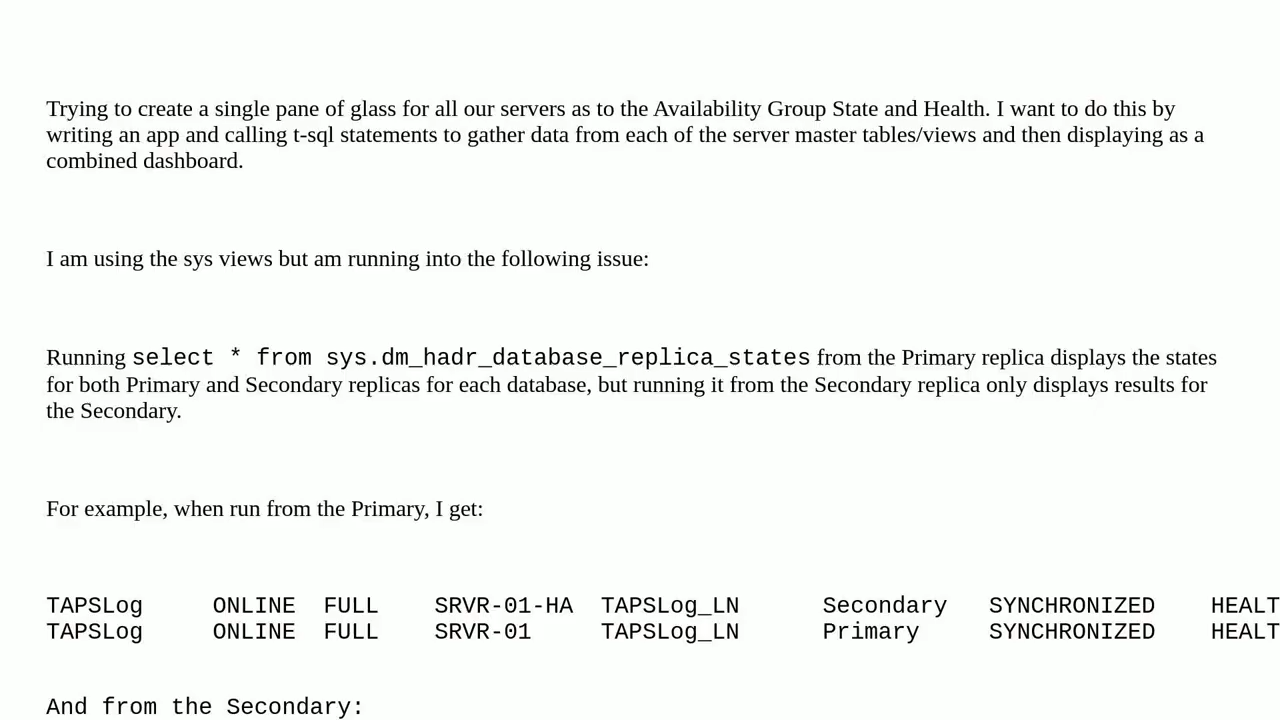 Trying to create a single pane of glass for all our servers as to the Availability Group State and Health. I want to do this by
writing an app and calling t-sql statements to gather data from each of the server master tables/views and then displaying as a
combined dashboard.
I am using the sys views but am running into the following issue:
Running select * from sys.dm_hadr_database_replica_states from the Primary replica displays the states
for both Primary and Secondary replicas for each database, but running it from the Secondary replica only displays results for
the Secondary.
For example, when run from the Primary, I get:
TAPSLog     ONLINE  FULL    SRVR-01-HA  TAPSLog_LN      Secondary   SYNCHRONIZED    HEALT
TAPSLog     ONLINE  FULL    SRVR-01     TAPSLog_LN      Primary     SYNCHRONIZED    HEALT
And from the Secondary: